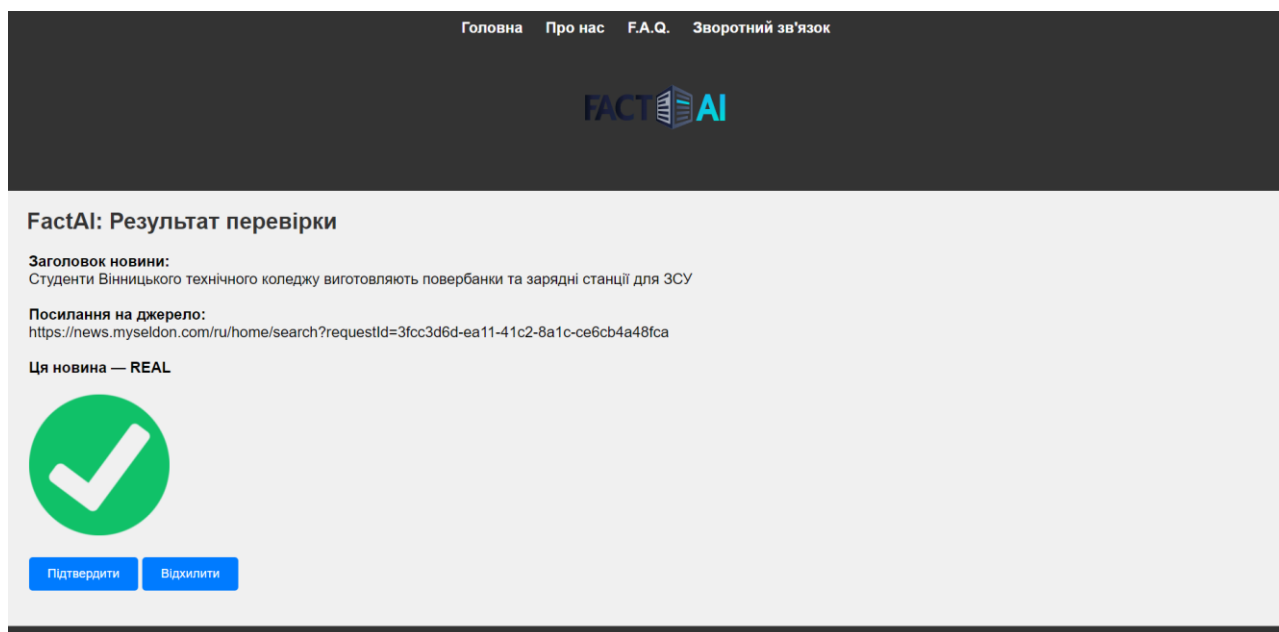 Головна Про нас F.A.Q. Зворотний зв'язок
FACT AI
FactAI: Результат перевірки
Заголовок новини:
Студенти Вінницького технічного коледжу виготовляють повербанки та зарядні станції для ЗСУ
Посилання на джерело:
https://news.myseldon.com/ru/home/search?requestId=3fcc3d6d-ea11-41c2-8a1c-ce6cb4a48fca
Ця новина — REAL
Підтвердити Відхилити